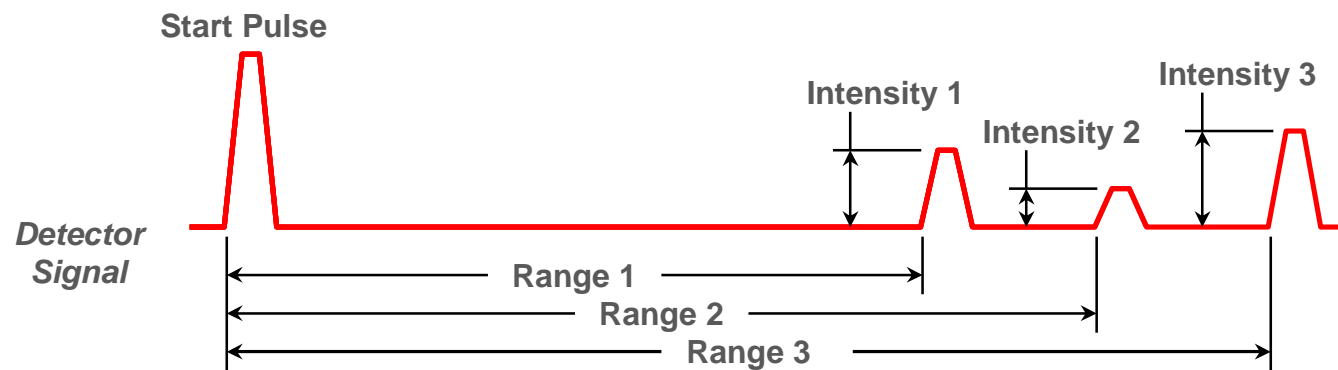 Start Pulse
Intensity 1
Intensity 2
Intensity 3
Detector
Signal
Range 1
Range 2
Range 3